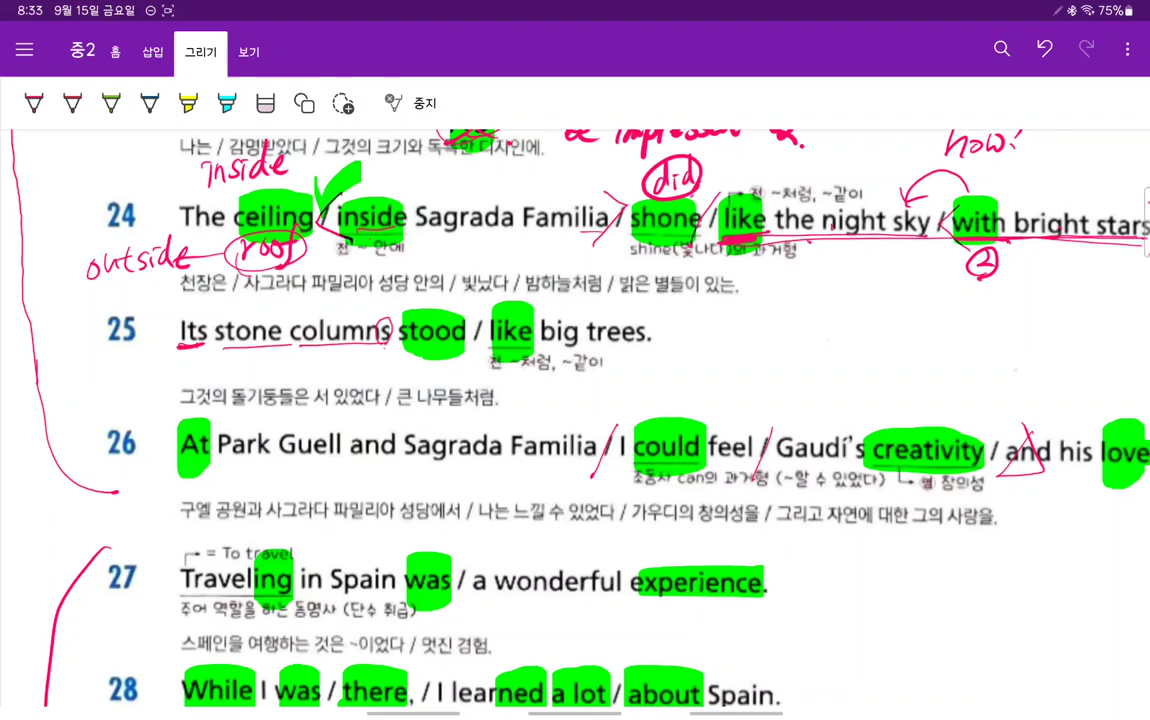 8:33 9월 15일 금요일 75%
중2 홈 삽입 그리기 보기
중지
나는 / 감명받았다 / 그것의 크기와 독특한 디자인에.
how?
inside
did
전 ~처럼, ~같이
24 The ceiling / inside Sagrada Familia / shone / like the night sky / with bright stars
전 ~안에
shine(빛나다)의 과거형
outside roof
②
천장은 / 사그라다 파밀리아 성당 안의 / 빛났다 / 밤하늘처럼 / 밝은 별들이 있는.
25 Its stone columns stood / like big trees.
전 ~처럼, ~같이
그것의 돌기둥들은 서 있었다 / 큰 나무들처럼.
26 At Park Guell and Sagrada Familia / I could feel / Gaudí's creativity / and his love
조동사 can의 과거형 (~할 수 있었다) 명 창의성
구엘 공원과 사그라다 파밀리아 성당에서 / 나는 느낄 수 있었다 / 가우디의 창의성을 / 그리고 자연에 대한 그의 사랑을.
= To travel
27 Traveling in Spain was / a wonderful experience.
주어 역할을 하는 동명사 (단수 취급)
스페인을 여행하는 것은 ~이었다 / 멋진 경험.
28 While I was / there, / I learned a lot / about Spain.